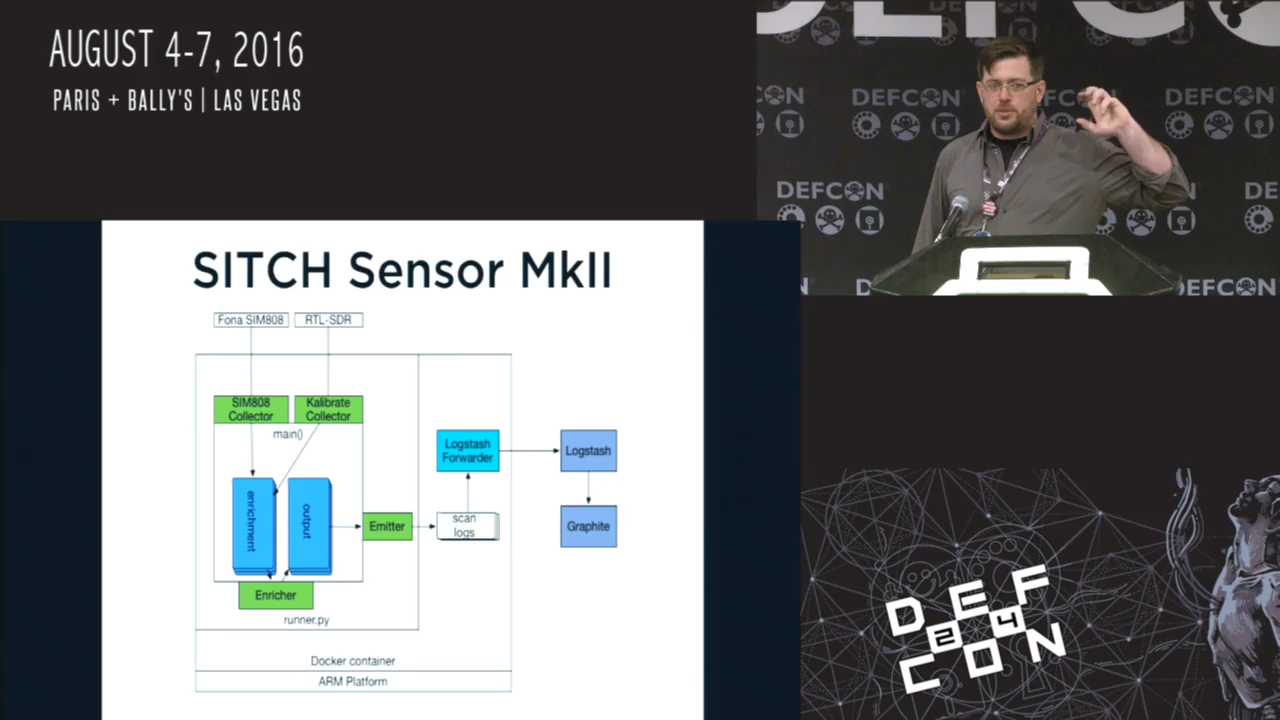 AUGUST 4-7, 2016
PARIS + BALLY'S | LAS VEGAS
DEFCON
DEFCON
DEFCON
DEFCON
SITCH Sensor MkII
Fona SIM808
RTL-SDR
SIM808
Collector
Kalibrate
Collector
main()
enrichment
output
Emitter
Enricher
runner.py
Logstash
Forwarder
scan
logs
Logstash
Graphite
Docker container
ARM Platform
DEF
24
CON